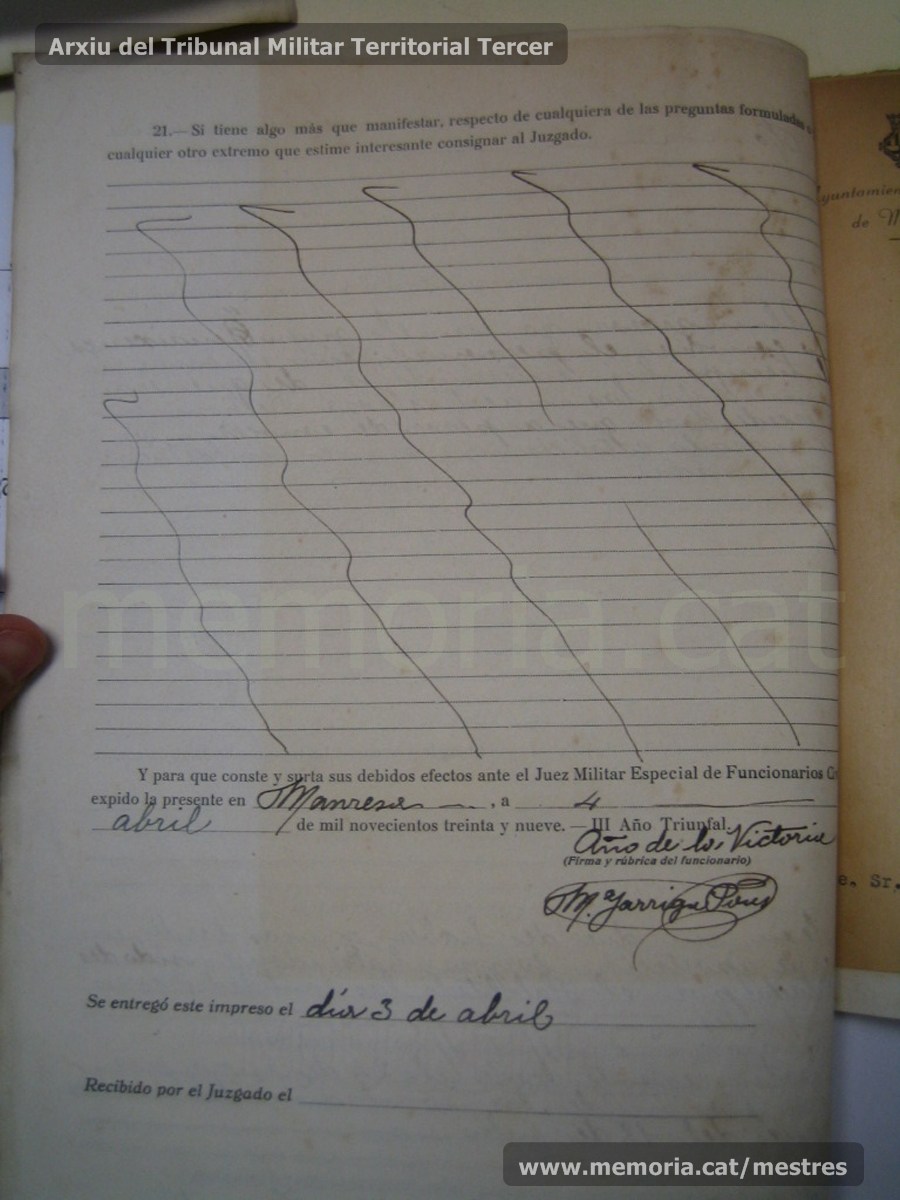 Arxiu del Tribunal Militar Territorial Tercer
21.—Si tiene algo más que manifestar, respecto de cualquiera de las preguntas formuladas o
cualquier otro extremo que estime interesante consignar al Juzgado.
Ayuntamien
de M
memoria.cat
Y para que conste y surta sus debidos efectos ante el Juez Militar Especial de Funcionarios
expido la presente en Manresa, a 4
abril de mil novecientos treinta y nueve.—III Año Triunfal.
Año de la Victoria
(Firma y rúbrica del funcionario)
M.ª Garriga Pons
e. Sr.
Se entregó este impreso el día 3 de abril
Recibido por el Juzgado el
www.memoria.cat/mestres